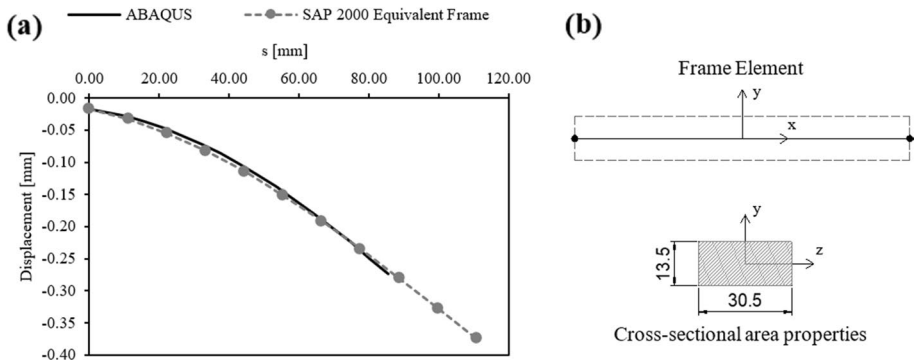 (a)
ABAQUS
SAP 2000 Equivalent Frame
s [mm]
0.00 20.00 40.00 60.00 80.00 100.00 120.00
0.00
-0.05
-0.10
-0.15
-0.20
-0.25
-0.30
-0.35
-0.40
Displacement [mm]
(b)
Frame Element
y
x
y
z
13.5
30.5
Cross-sectional area properties